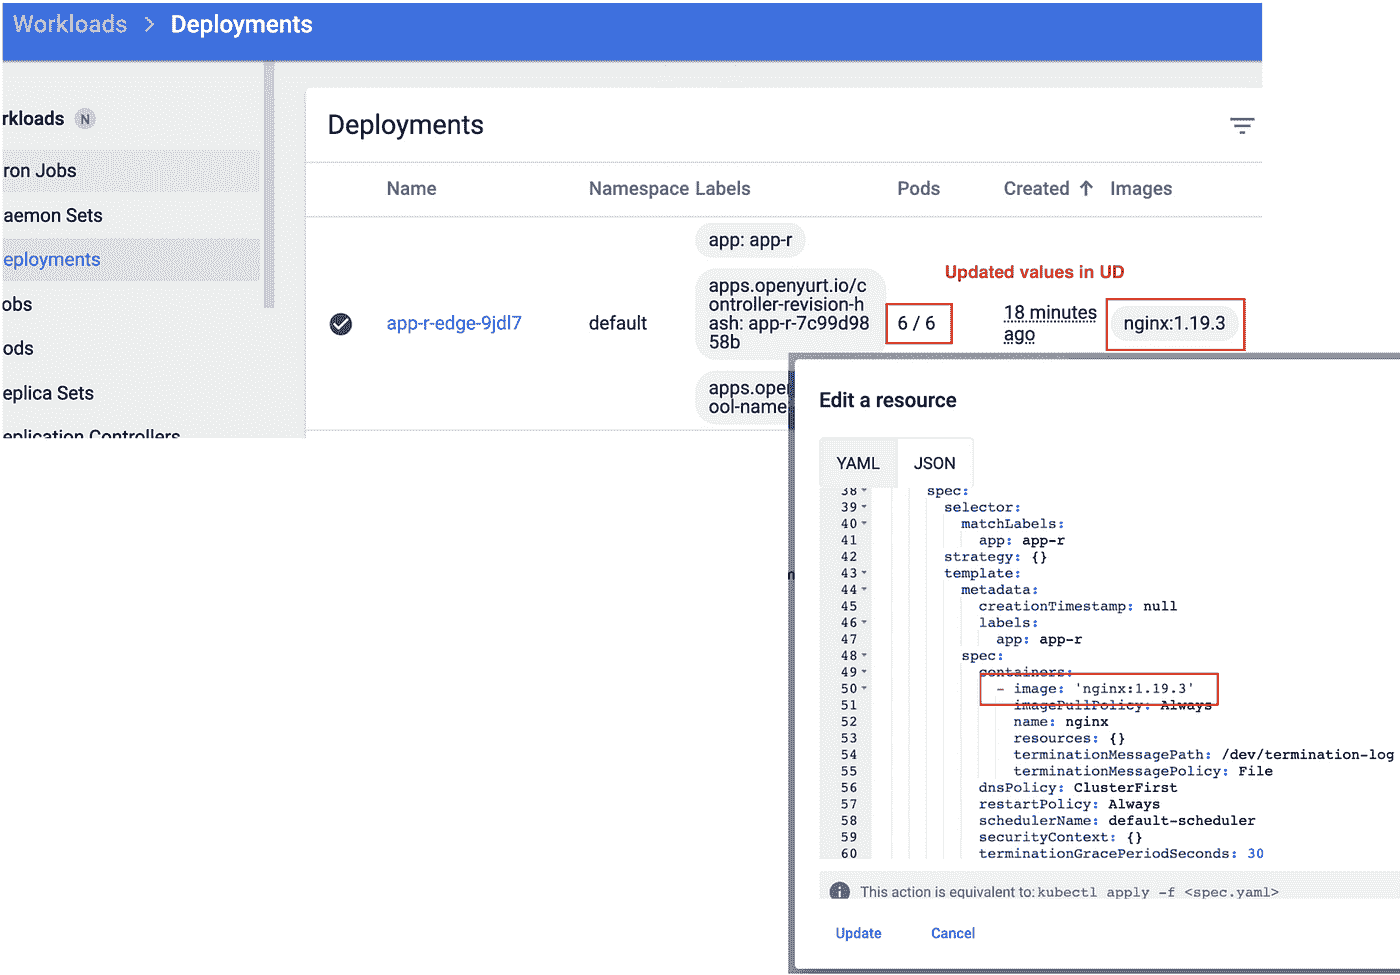 Workloads > Deployments
rkloads N
ron Jobs
aemon Sets
eployments
obs
ods
eplica Sets
eplication Controllers
Deployments
Name Namespace Labels Pods Created ↑ Images
app: app-r
Updated values in UD
apps.openyurt.io/c
ontroller-revision-h
ash: app-r-7c99d98
58b
app-r-edge-9jdl7
default
6 / 6
18 minutes
ago
nginx:1.19.3
apps.ope
ool-name
Edit a resource
YAML JSON
38 spec:
39 selector:
40 matchLabels:
41 app: app-r
42 strategy: {}
43 template:
44 metadata:
45 creationTimestamp: null
46 labels:
47 app: app-r
48 spec:
49 containers:
50 - image: 'nginx:1.19.3'
51 imagePullPolicy: Always
52 name: nginx
53 resources: {}
54 terminationMessagePath: /dev/termination-log
55 terminationMessagePolicy: File
56 dnsPolicy: ClusterFirst
57 restartPolicy: Always
58 schedulerName: default-scheduler
59 securityContext: {}
60 terminationGracePeriodSeconds: 30
This action is equivalent to: kubectl apply -f <spec.yaml>
Update Cancel